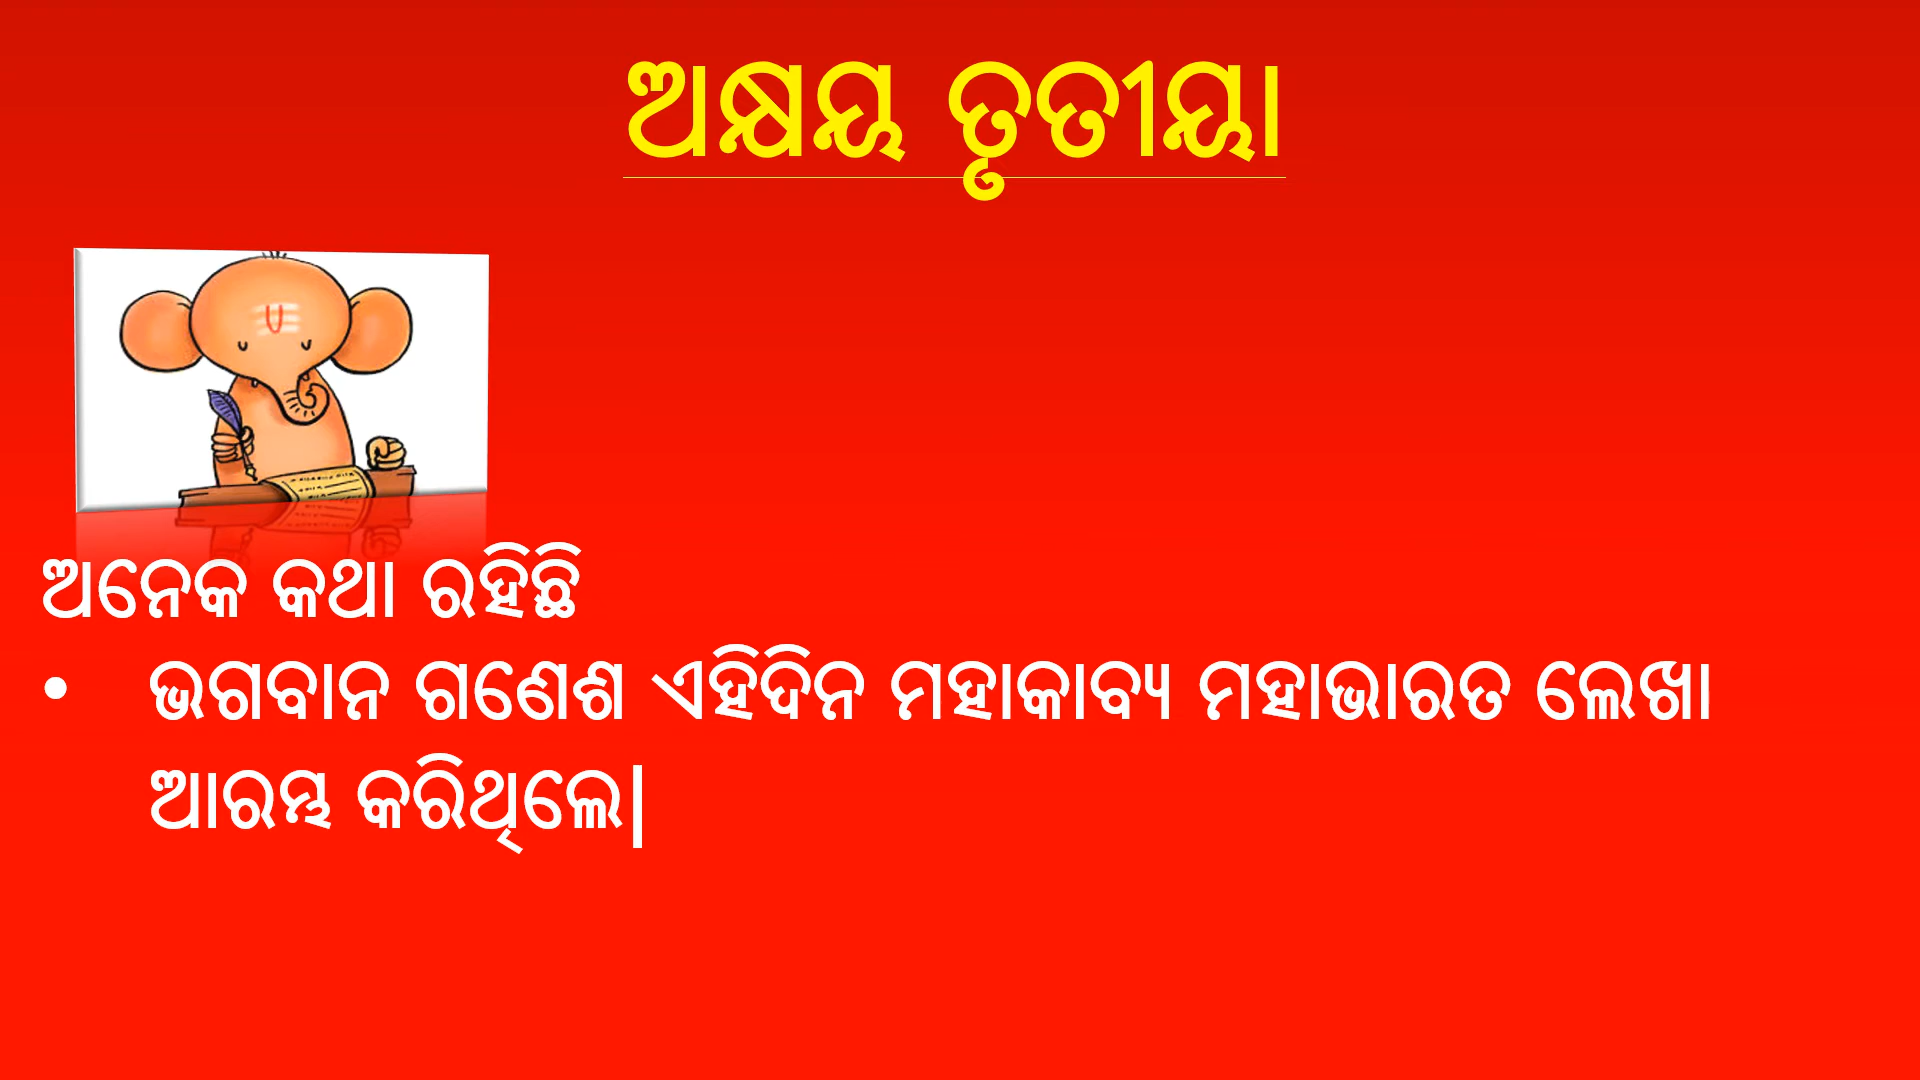 ଅକ୍ଷୟ ତୃତୀୟା
ଅନେକ କଥା ରହିଛି
• ଭଗବାନ ଗଣେଶ ଏହିଦିନ ମହାକାବ୍ୟ ମହାଭାରତ ଲେଖା
ଆରମ୍ଭ କରିଥିଲେ|